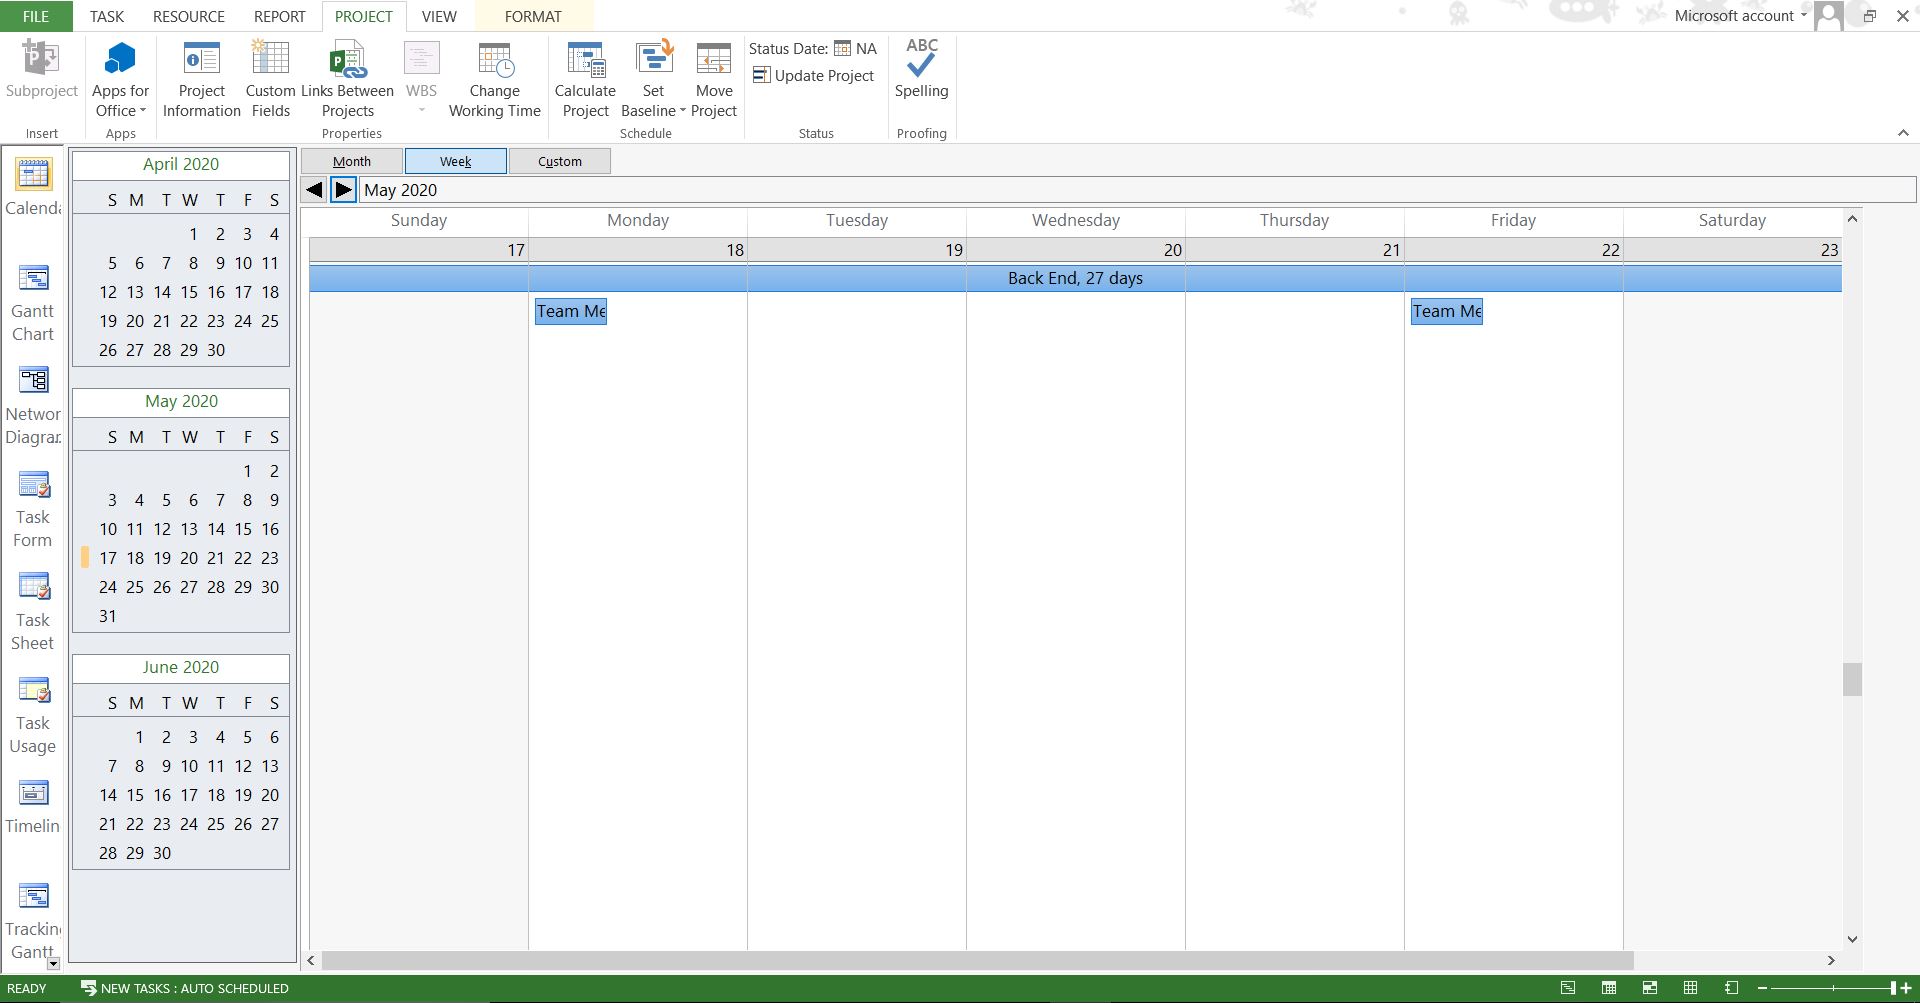 FILE TASK RESOURCE REPORT PROJECT VIEW FORMAT Microsoft account
Subproject
Insert
Apps for
Office
Apps
Project
Information
Custom
Fields
Links Between
Projects
WBS
Change
Working Time
Properties
Calculate
Project
Set
Baseline
Move
Project
Schedule
Status Date: NA
Update Project
Status
ABC
Spelling
Proofing
Calenda
Gantt
Chart
Networ
Diagra
Task
Form
Task
Sheet
Task
Usage
Timelin
Tracking
Gantt
April 2020
S M T W T F S
1 2 3 4
5 6 7 8 9 10 11
12 13 14 15 16 17 18
19 20 21 22 23 24 25
26 27 28 29 30
May 2020
S M T W T F S
1 2
3 4 5 6 7 8 9
10 11 12 13 14 15 16
17 18 19 20 21 22 23
24 25 26 27 28 29 30
31
June 2020
S M T W T F S
1 2 3 4 5 6
7 8 9 10 11 12 13
14 15 16 17 18 19 20
21 22 23 24 25 26 27
28 29 30
Month Week Custom
May 2020
Sunday Monday Tuesday Wednesday Thursday Friday Saturday
17 18 19 20 21 22 23
Back End, 27 days
Team Me Team Me
READY NEW TASKS : AUTO SCHEDULED